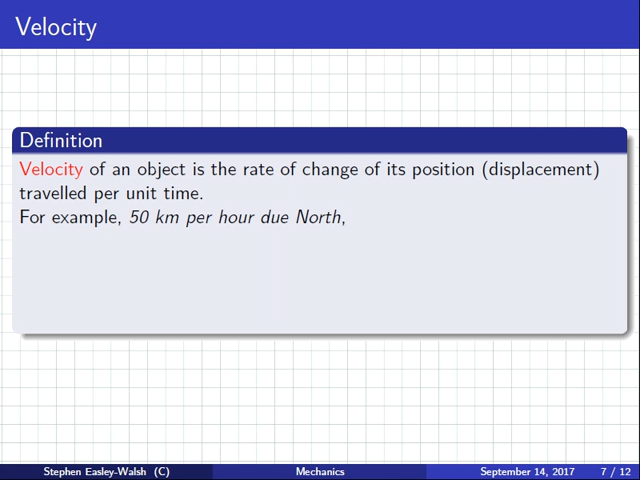 Velocity
Definition
Velocity of an object is the rate of change of its position (displacement)
travelled per unit time.
For example, 50 km per hour due North,
Stephen Easley-Walsh (C) Mechanics September 14, 2017 7 / 12